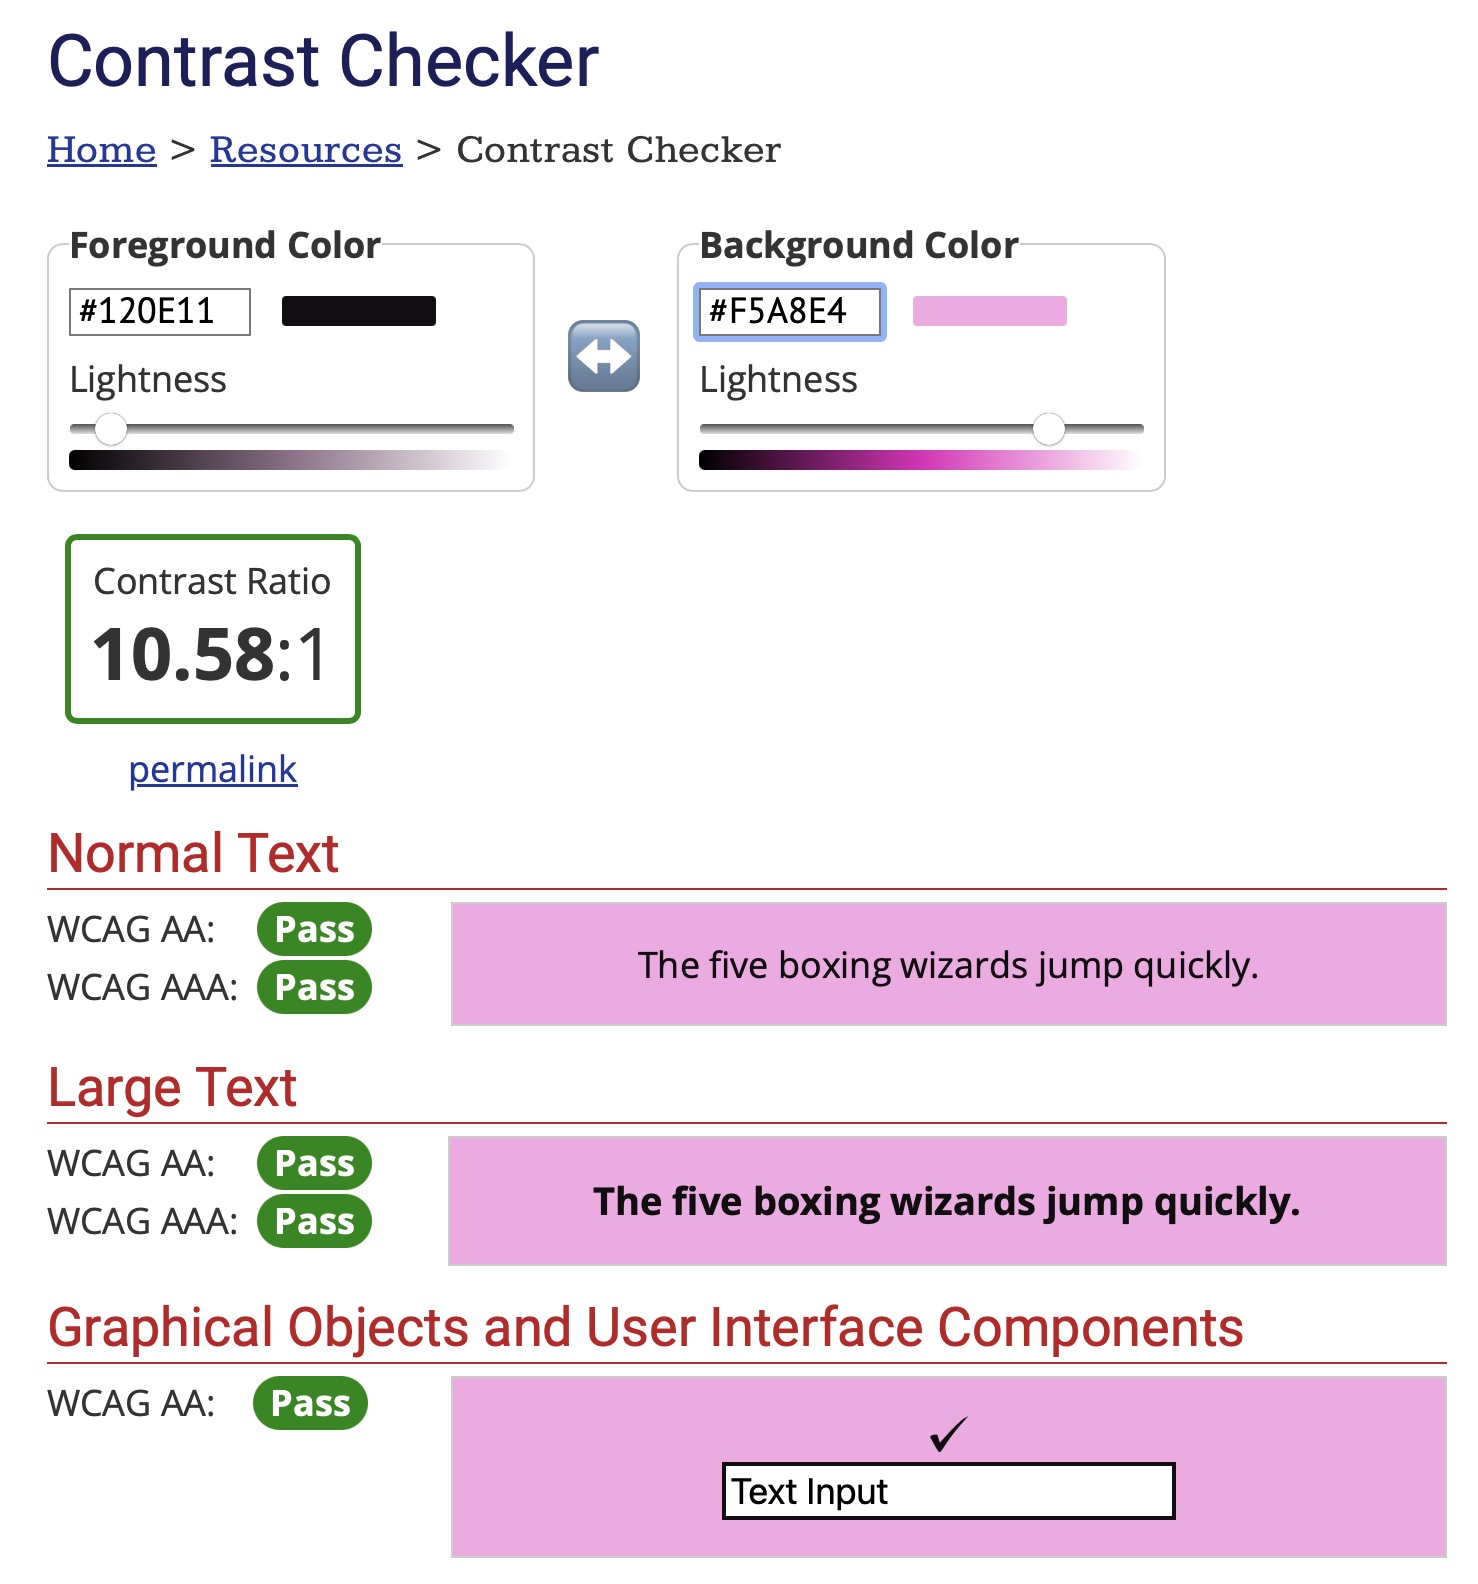 Contrast Checker
Home > Resources > Contrast Checker
Foreground Color
#120E11
Lightness
Background Color
#F5A8E4
Lightness
Contrast Ratio
10.58:1
permalink
Normal Text
WCAG AA: Pass
WCAG AAA: Pass
The five boxing wizards jump quickly.
Large Text
WCAG AA: Pass
WCAG AAA: Pass
The five boxing wizards jump quickly.
Graphical Objects and User Interface Components
WCAG AA: Pass
Text Input